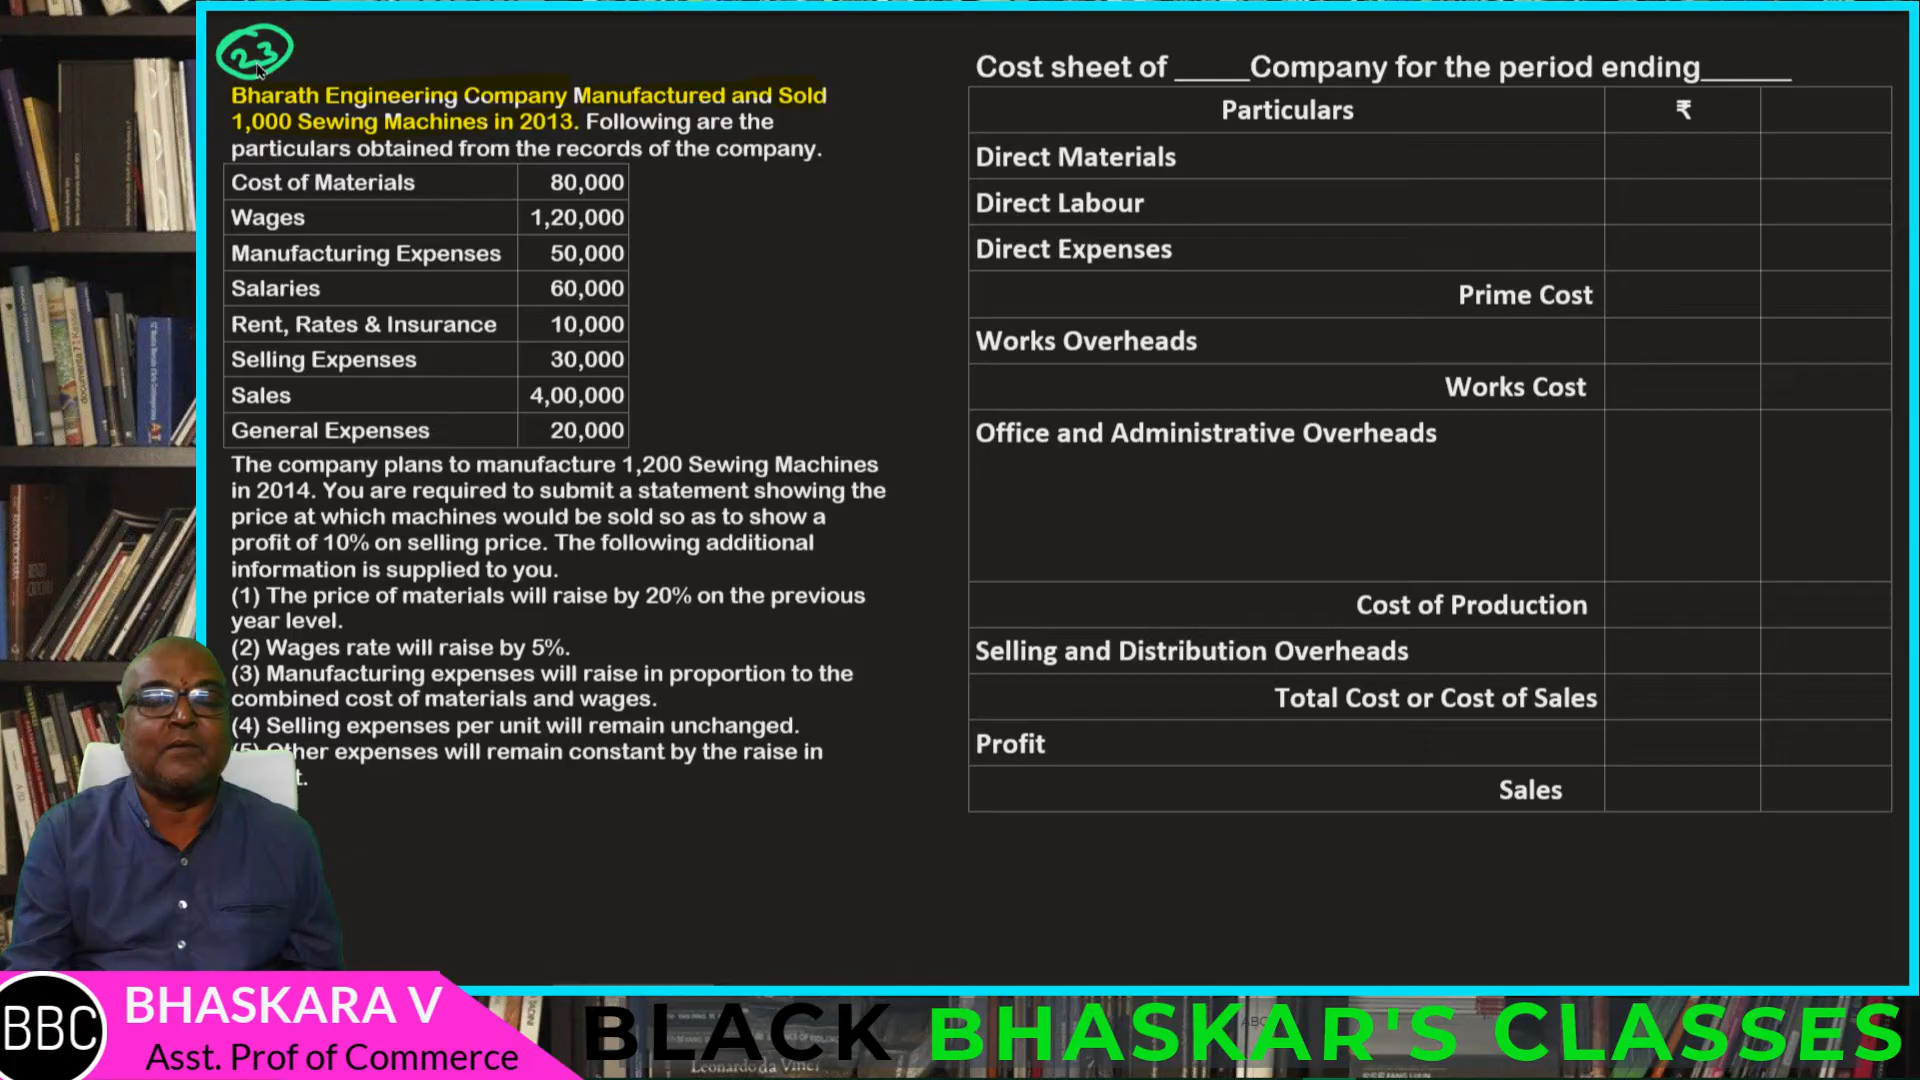 23
Bharath Engineering Company Manufactured and Sold
1,000 Sewing Machines in 2013. Following are the
particulars obtained from the records of the company.
Cost of Materials 80,000
Wages 1,20,000
Manufacturing Expenses 50,000
Salaries 60,000
Rent, Rates & Insurance 10,000
Selling Expenses 30,000
Sales 4,00,000
General Expenses 20,000
The company plans to manufacture 1,200 Sewing Machines
in 2014. You are required to submit a statement showing the
price at which machines would be sold so as to show a
profit of 10% on selling price. The following additional
information is supplied to you.
(1) The price of materials will raise by 20% on the previous
year level.
(2) Wages rate will raise by 5%.
(3) Manufacturing expenses will raise in proportion to the
combined cost of materials and wages.
(4) Selling expenses per unit will remain unchanged.
(5) Other expenses will remain constant by the raise in
t.
Cost sheet of _____Company for the period ending______
Particulars ₹
Direct Materials
Direct Labour
Direct Expenses
Prime Cost
Works Overheads
Works Cost
Office and Administrative Overheads
Cost of Production
Selling and Distribution Overheads
Total Cost or Cost of Sales
Profit
Sales
BBC
BHASKARA V
Asst. Prof of Commerce
BLACK BHASKAR'S CLASSES
Leonardo da Vinci